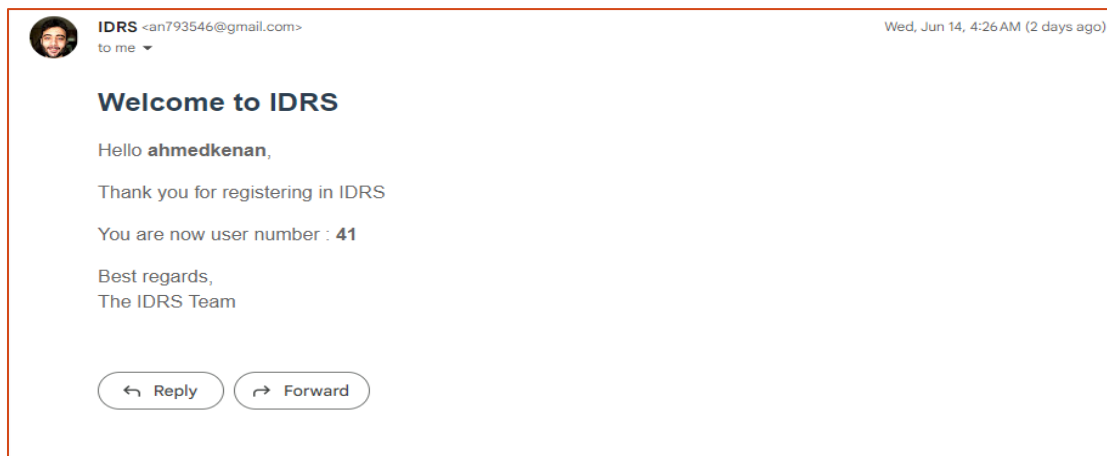 IDRS <an793546@gmail.com>
Wed, Jun 14, 4:26 AM (2 days ago)
to me
Welcome to IDRS
Hello ahmedkenan,
Thank you for registering in IDRS
You are now user number : 41
Best regards,
The IDRS Team
Reply
Forward